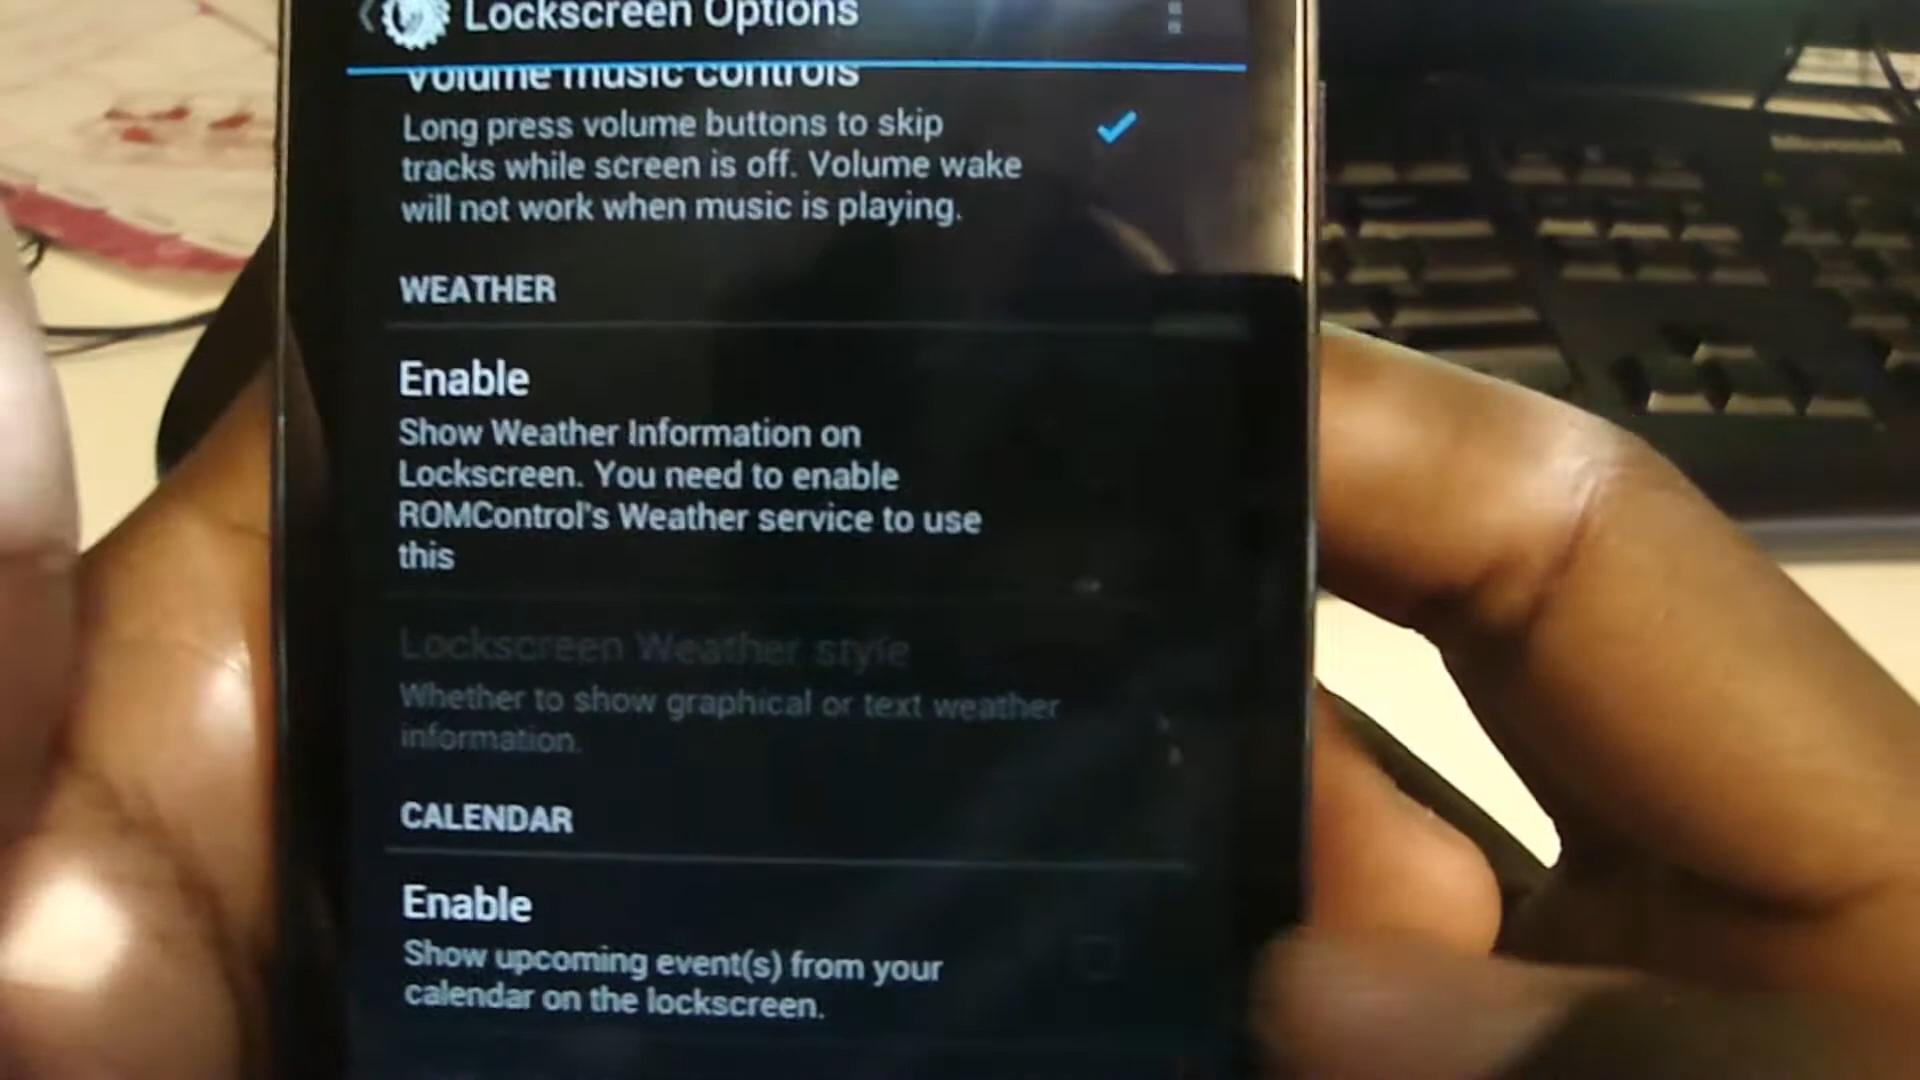 Lockscreen Options
Volume music controls
Long press volume buttons to skip
tracks while screen is off. Volume wake
will not work when music is playing.
WEATHER
Enable
Show Weather Information on
Lockscreen. You need to enable
ROMControl's Weather service to use
this
Lockscreen Weather style
Whether to show graphical or text weather
information.
CALENDAR
Enable
Show upcoming event(s) from your
calendar on the lockscreen.
Microsoft